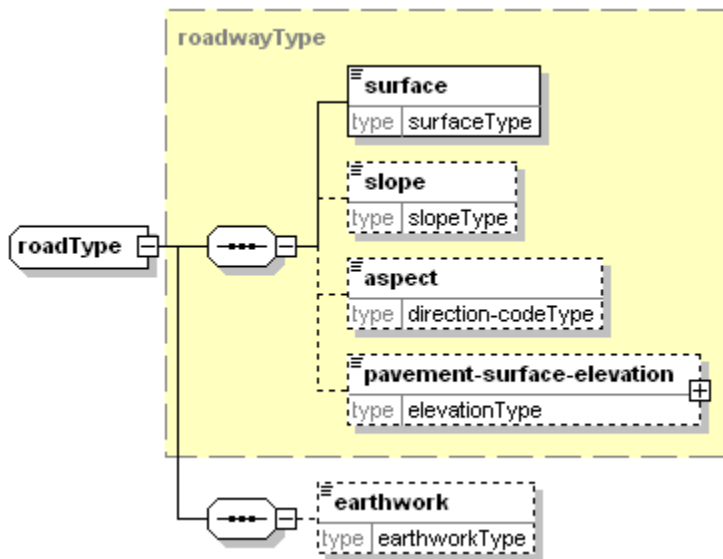 roadwayType
surface
type surfaceType
slope
type slopeType
roadType
aspect
type direction-codeType
pavement-surface-elevation
type elevationType
earthwork
type earthworkType